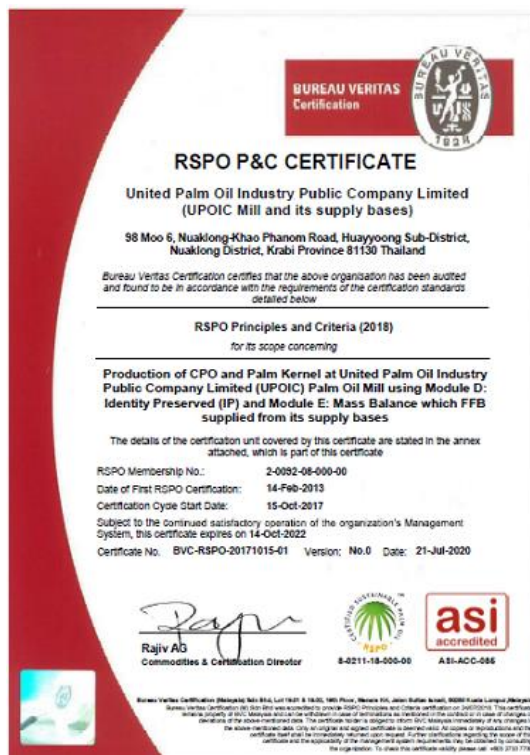 BUREAU VERITAS
Certification
BUREAU VERITAS
1828
RSPO P&C CERTIFICATE
United Palm Oil Industry Public Company Limited
(UPOIC Mill and its supply bases)
98 Moo 6, Nuaklong-Khao Phanom Road, Huayyoong Sub-District,
Nuaklong District, Krabi Province 81130 Thailand
Bureau Veritas Certification certifies that the above organisation has been audited
and found to be in accordance with the requirements of the certification standards
detailed below
RSPO Principles and Criteria (2018)
for its scope concerning
Production of CPO and Palm Kernel at United Palm Oil Industry
Public Company Limited (UPOIC) Palm Oil Mill using Module D:
Identity Preserved (IP) and Module E: Mass Balance which FFB
supplied from its supply bases
The details of the certification unit covered by this certificate are stated in the annex
attached, which is part of this certificate
RSPO Membership No.: 2-0092-08-000-00
Date of First RSPO Certification: 14-Feb-2013
Certification Cycle Start Date: 15-Oct-2017
Subject to the continued satisfactory operation of the organization's Management
System, this certificate expires on 14-Oct-2022
Certificate No. BVC-RSPO-20171015-01 Version: No.0 Date: 21-Jul-2020
CERTIFIED SUSTAINABLE PALM OIL
RSPO
TM
asi
accredited
Rajiv AG
Commodities & Certification Director
8-0211-18-000-00
ASI-ACC-066